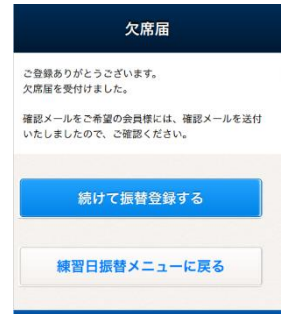 欠席届
ご登録ありがとうございます。
欠席届を受付けました。
確認メールをご希望の会員様には、確認メールを送付
いたしましたので、ご確認ください。
続けて振替登録する
練習日振替メニューに戻る